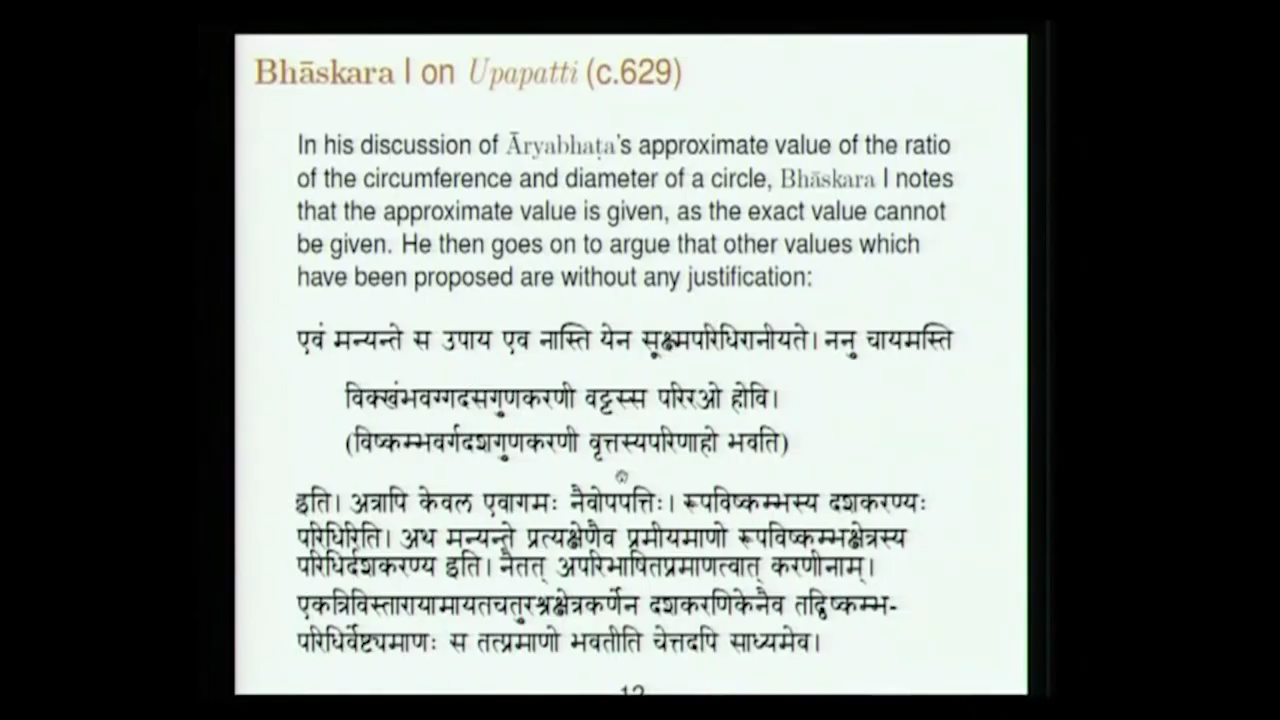 Bhāskara I on Upapatti (c.629)
In his discussion of Āryabhaṭa's approximate value of the ratio
of the circumference and diameter of a circle, Bhāskara I notes
that the approximate value is given, as the exact value cannot
be given. He then goes on to argue that other values which
have been proposed are without any justification:
एवं मन्यन्ते स उपाय एव नास्ति येन सूक्ष्मपरिधिरानीयते। ननु चायमस्ति
विक्खंभवग्गदसगुणकरणी वट्टस्स परिरओ होवि।
(विष्कम्भवर्गदशगुणकरणी वृत्तस्यपरिणाहो भवति)
इति। अत्रापि केवल एवागमः नैवोपपत्तिः। रूपविष्कम्भस्य दशकरण्यः
परिधिरिति। अथ मन्यन्ते प्रत्यक्षेणैव प्रमीयमाणो रूपविष्कम्भक्षेत्रस्य
परिधिर्दशकरण्य इति। नैतत् अपरिभाषितप्रमाणत्वात् करणीनाम्।
एकत्रिविस्तारायामायतचतुरश्रक्षेत्रकर्णेन दशकरणिकेनैव तद्विष्कम्भ-
परिधिर्वेष्ट्यमाणः स तत्प्रमाणो भवतीति चेत्तदपि साध्यमेव।
12